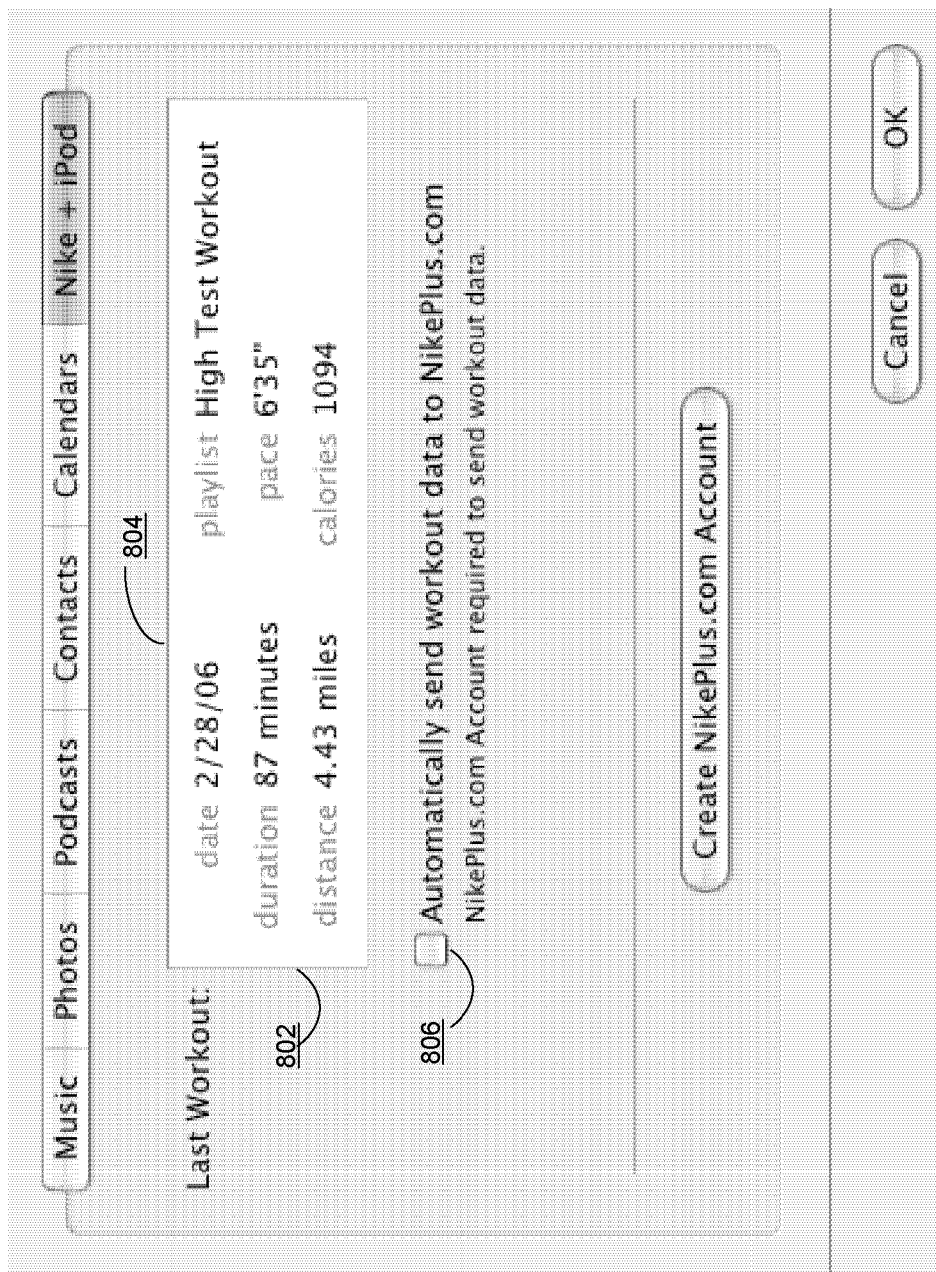 Music Photos Podcasts Contacts Calendars Nike + iPod
804
Last Workout:
date 2/28/06 playlist High Test Workout
duration 87 minutes pace 6'35"
distance 4.43 miles calories 1094
802
806
Automatically send workout data to NikePlus.com
NikePlus.com Account required to send workout data.
Create NikePlus.com Account
Cancel OK